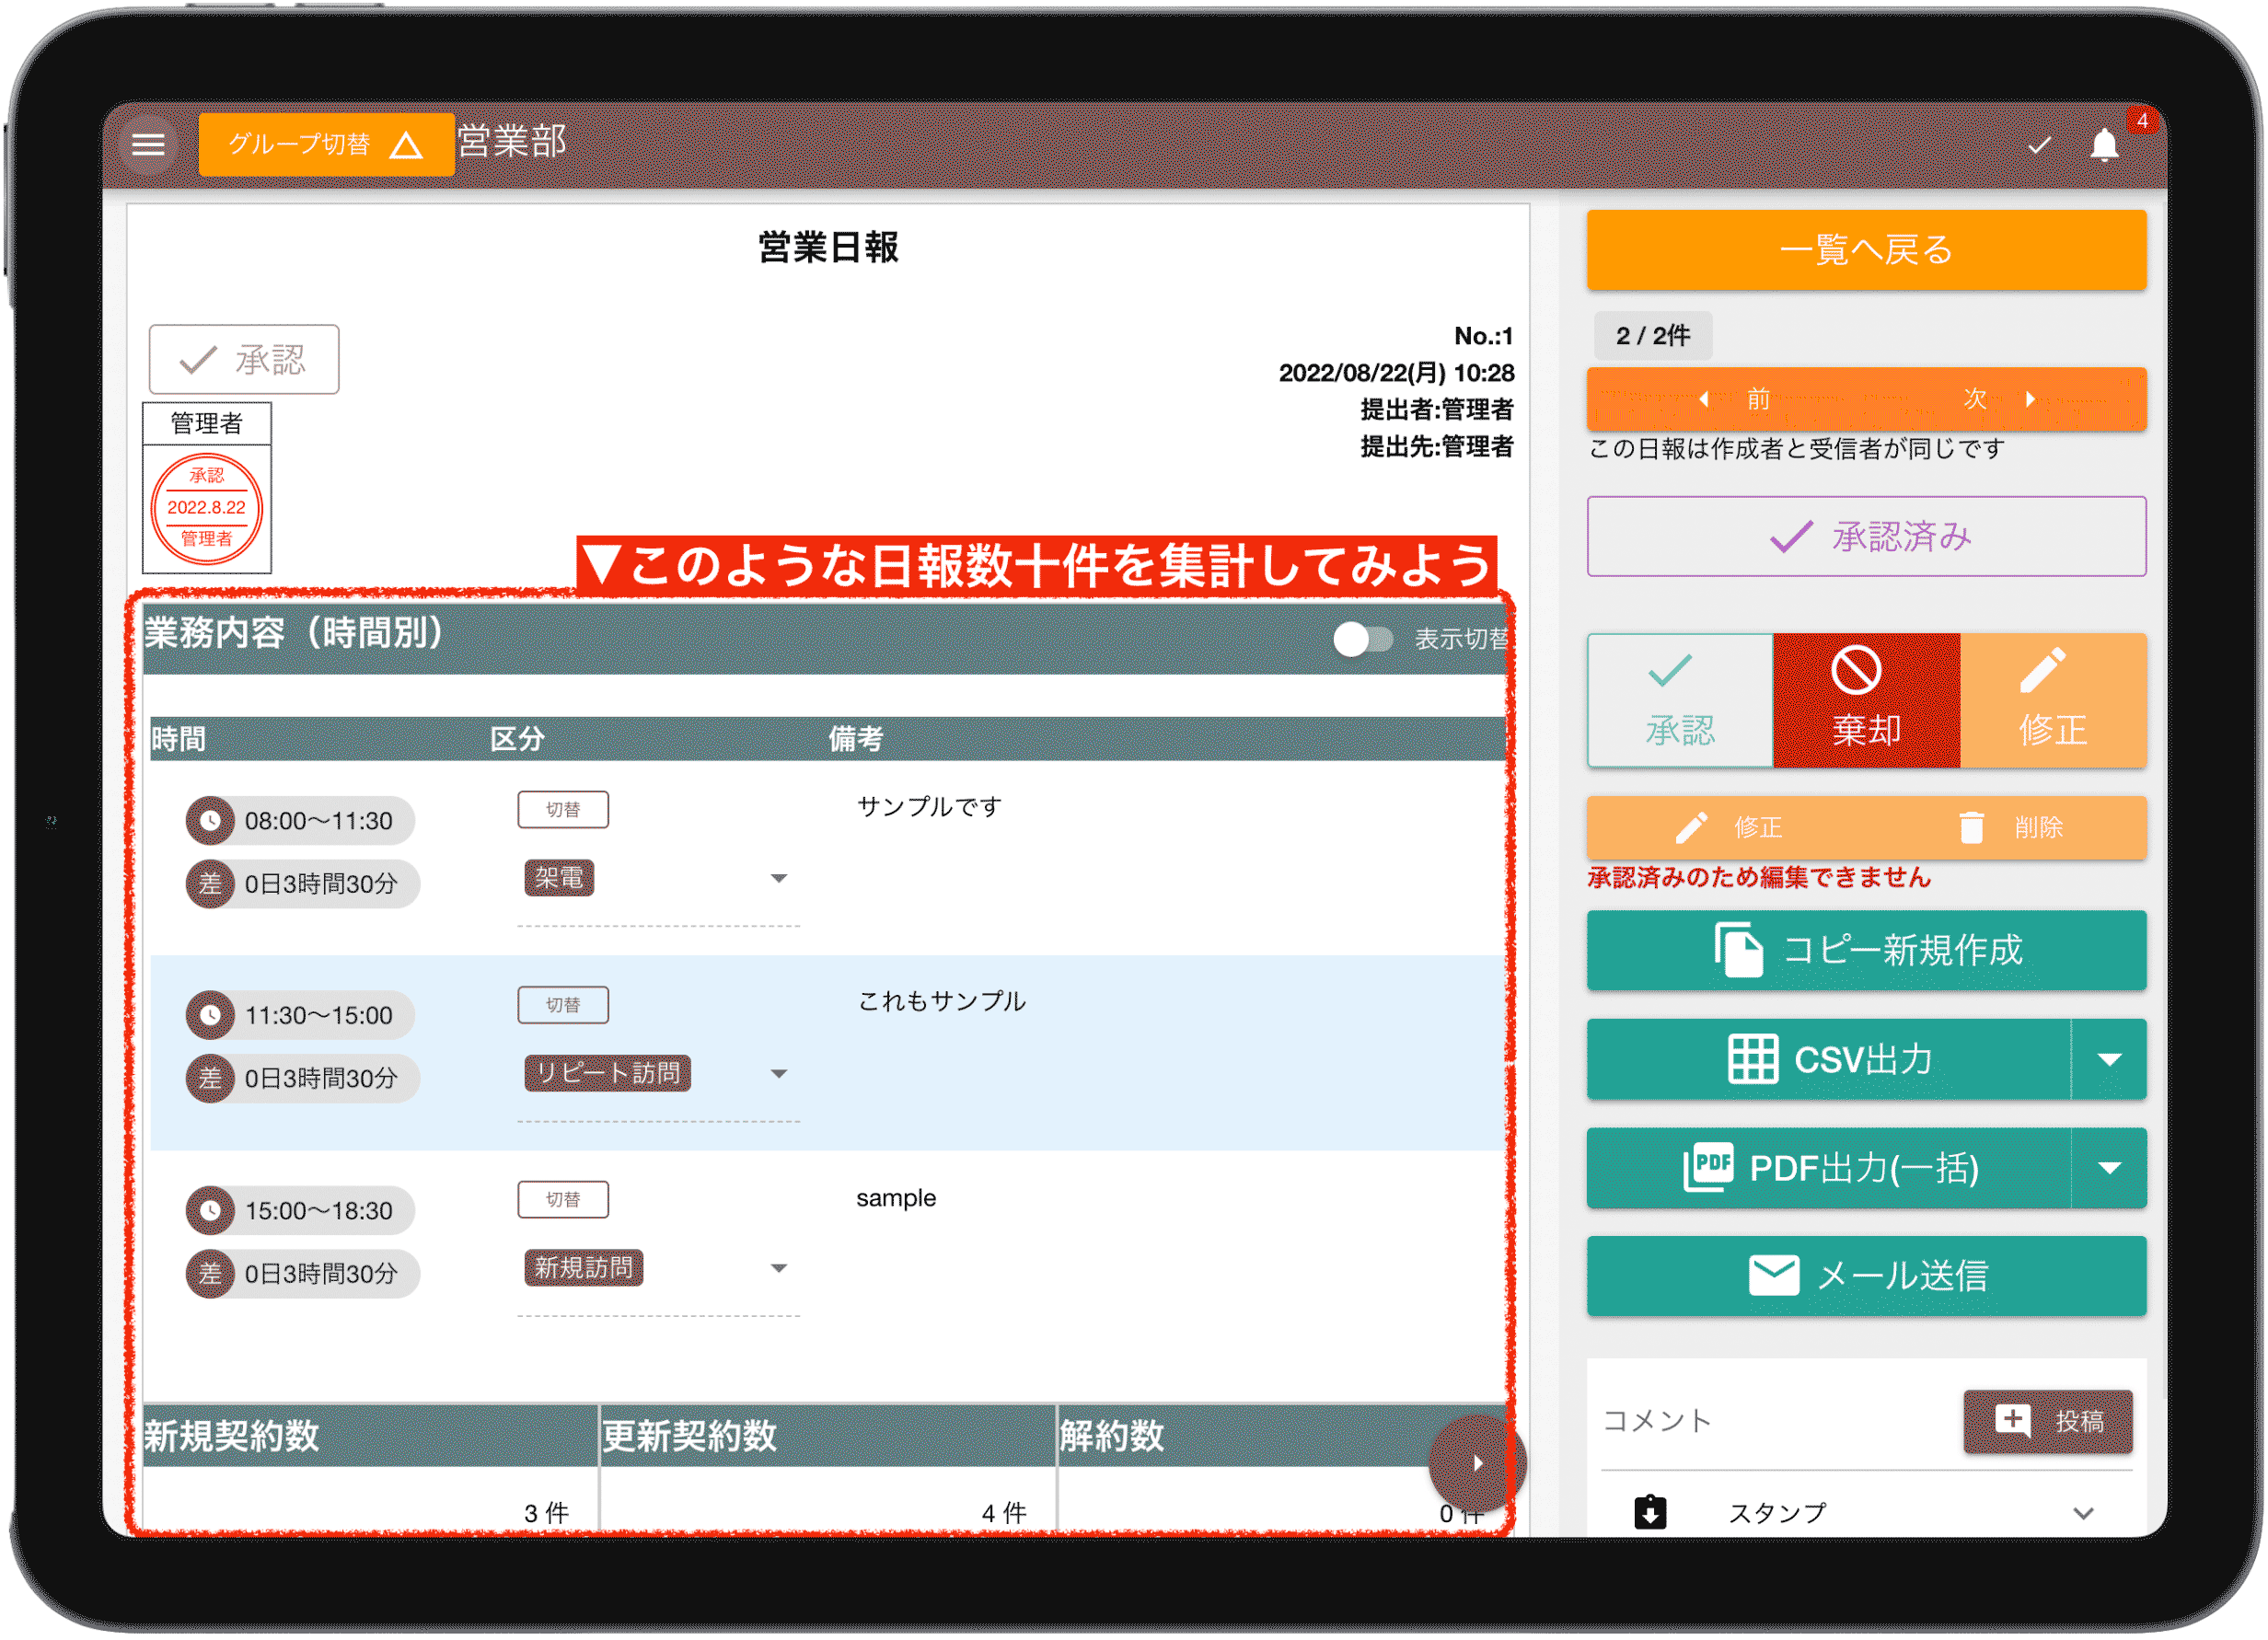 グループ切替
営業部
4
営業日報
承認
No.:1
2022/08/22(月) 10:28
提出者:管理者
提出先:管理者
管理者
承認
2022.8.22
管理者
▼このような日報数十件を集計してみよう
業務内容（時間別）
表示切替
時間 区分 備考
08:00〜11:30
差 0日3時間30分
切替
架電
サンプルです
11:30〜15:00
差 0日3時間30分
切替
リピート訪問
これもサンプル
15:00〜18:30
差 0日3時間30分
切替
新規訪問
sample
新規契約数 更新契約数 解約数
3 件 4 件 0 件
一覧へ戻る
2 / 2件
前 次
この日報は作成者と受信者が同じです
承認済み
承認 棄却 修正
修正 削除
承認済みのため編集できません
コピー新規作成
CSV出力
PDF PDF出力(一括)
メール送信
コメント 投稿
スタンプ